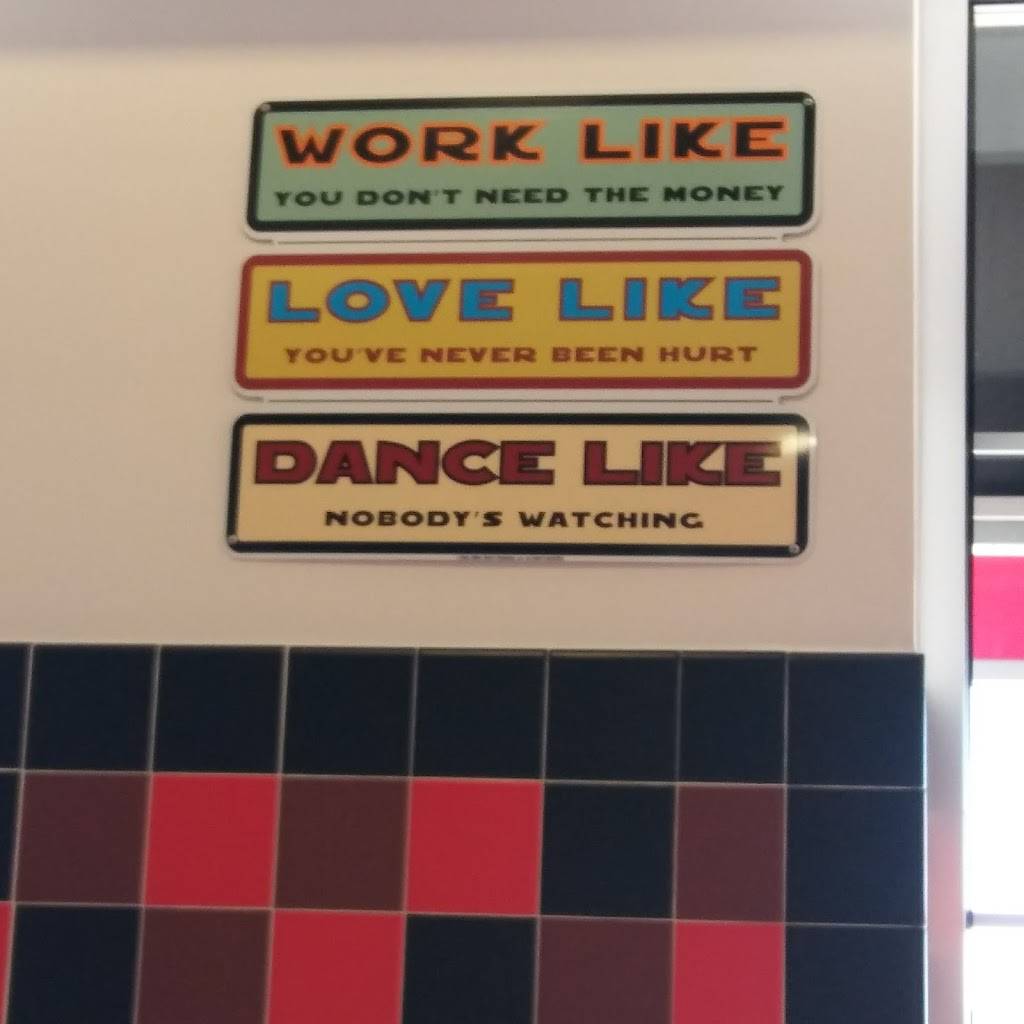 WORK LIKE
YOU DON'T NEED THE MONEY
LOVE LIKE
YOU'VE NEVER BEEN HURT
DANCE LIKE
NOBODY'S WATCHING